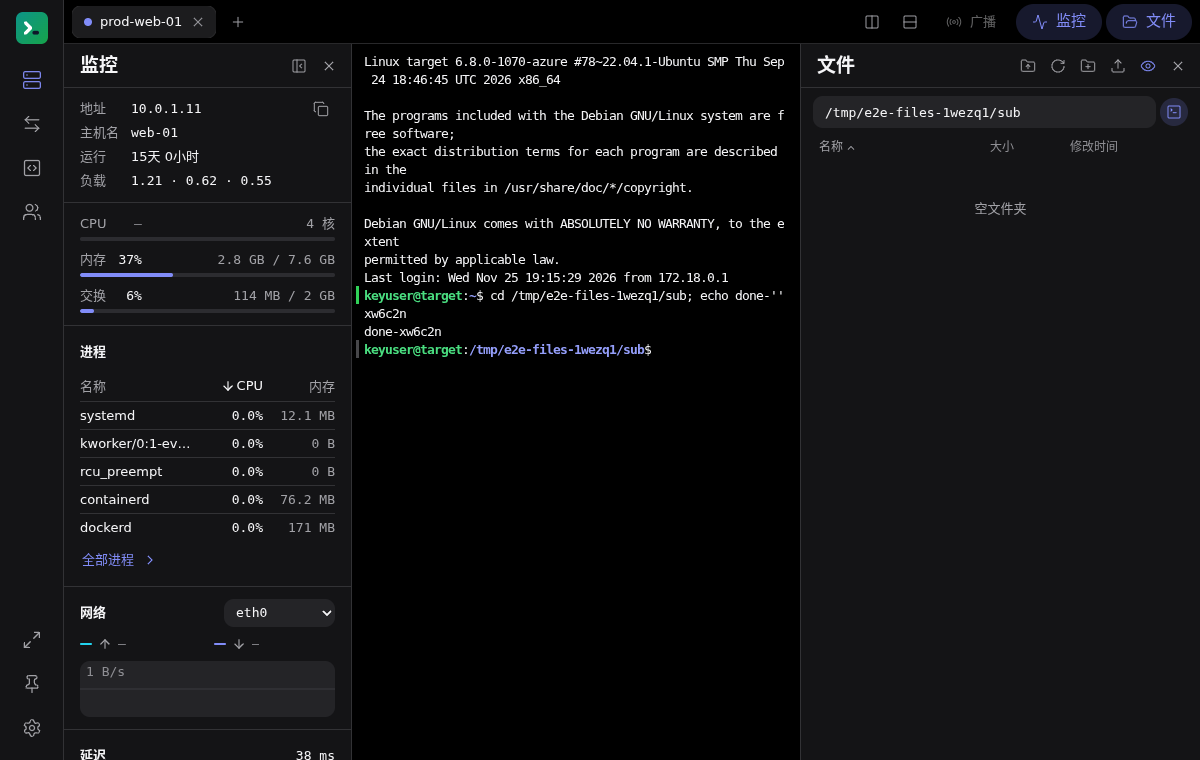 prod-web-01
广播
监控
文件
监控
地址 10.0.1.11
主机名 web-01
运行 15天 0小时
负载 1.21 · 0.62 · 0.55
CPU — 4 核
内存 37% 2.8 GB / 7.6 GB
交换 6% 114 MB / 2 GB
进程
名称 CPU 内存
systemd 0.0% 12.1 MB
kworker/0:1-ev… 0.0% 0 B
rcu_preempt 0.0% 0 B
containerd 0.0% 76.2 MB
dockerd 0.0% 171 MB
全部进程
网络 eth0
— —
1 B/s
延迟 38 ms
Linux target 6.8.0-1070-azure #78~22.04.1-Ubuntu SMP Thu Sep
24 18:46:45 UTC 2026 x86_64
The programs included with the Debian GNU/Linux system are f
ree software;
the exact distribution terms for each program are described
in the
individual files in /usr/share/doc/*/copyright.
Debian GNU/Linux comes with ABSOLUTELY NO WARRANTY, to the e
xtent
permitted by applicable law.
Last login: Wed Nov 25 19:15:29 2026 from 172.18.0.1
keyuser@target:~$ cd /tmp/e2e-files-1wezq1/sub; echo done-''
xw6c2n
done-xw6c2n
keyuser@target:/tmp/e2e-files-1wezq1/sub$
文件
/tmp/e2e-files-1wezq1/sub
名称 大小 修改时间
空文件夹